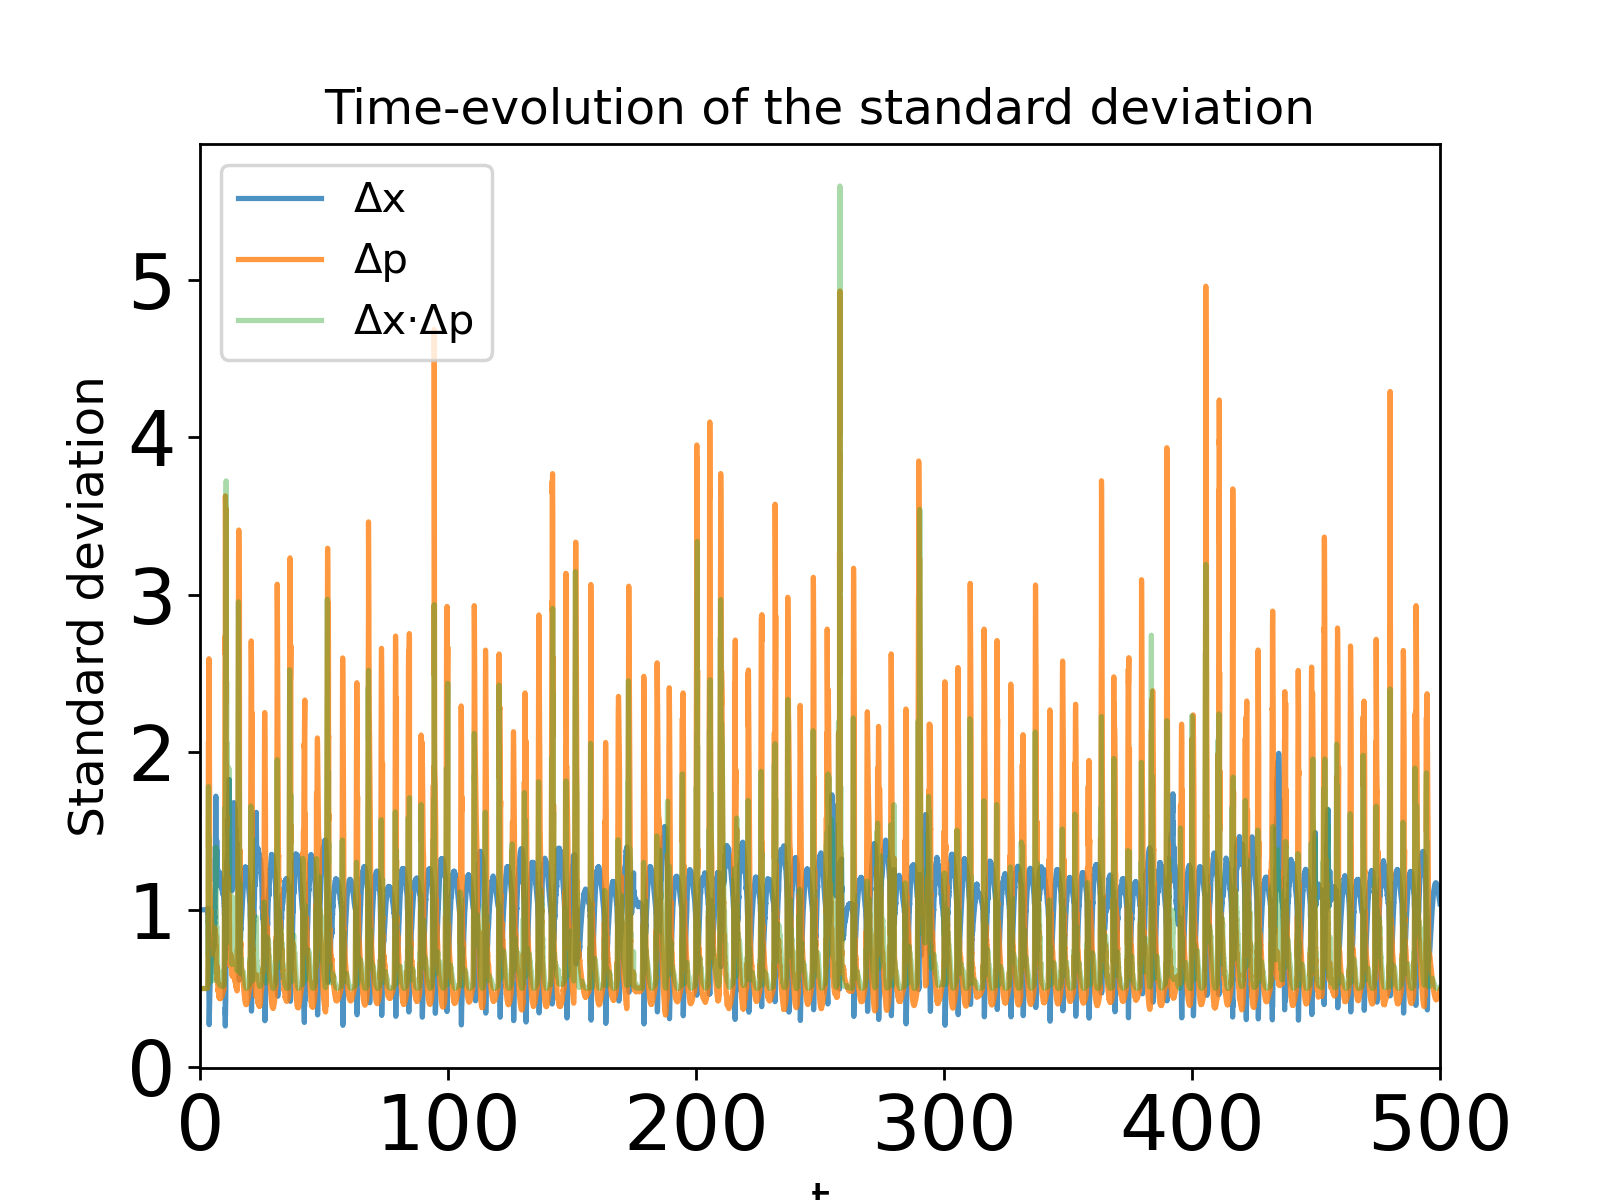 Time-evolution of the standard deviation
Δx
Δp
Δx·Δp
Standard deviation
5
4
3
2
1
0
0 100 200 300 400 500
t